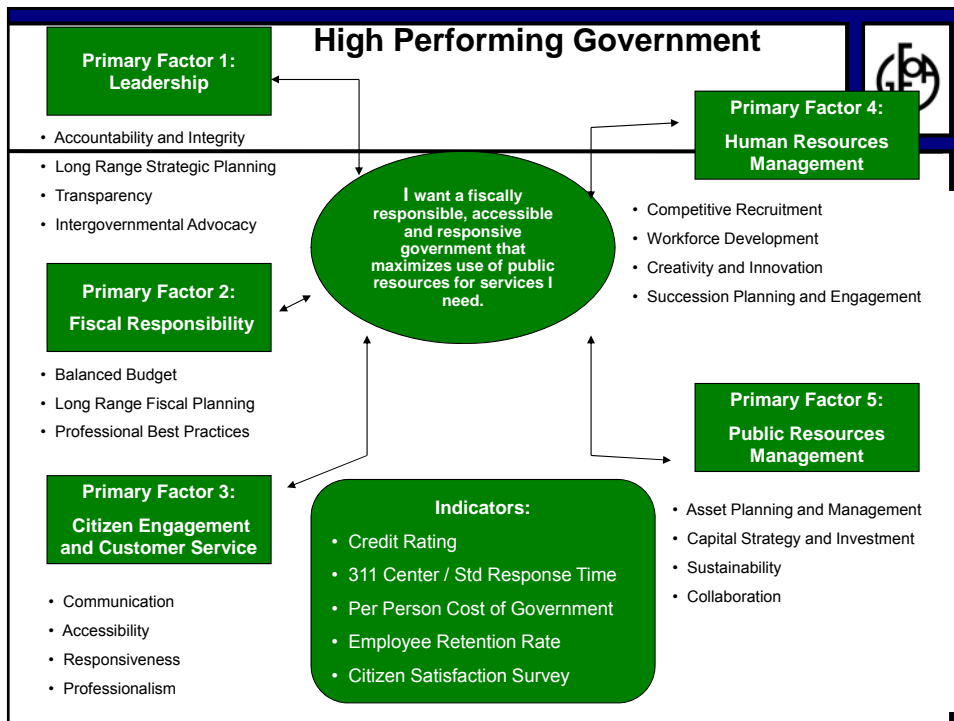 High Performing Government
GFOA
Primary Factor 1:
Leadership
• Accountability and Integrity
• Long Range Strategic Planning
• Transparency
• Intergovernmental Advocacy
Primary Factor 2:
Fiscal Responsibility
• Balanced Budget
• Long Range Fiscal Planning
• Professional Best Practices
Primary Factor 3:
Citizen Engagement
and Customer Service
• Communication
• Accessibility
• Responsiveness
• Professionalism
I want a fiscally
responsible, accessible
and responsive
government that
maximizes use of public
resources for services I
need.
Indicators:
• Credit Rating
• 311 Center / Std Response Time
• Per Person Cost of Government
• Employee Retention Rate
• Citizen Satisfaction Survey
Primary Factor 4:
Human Resources
Management
• Competitive Recruitment
• Workforce Development
• Creativity and Innovation
• Succession Planning and Engagement
Primary Factor 5:
Public Resources
Management
• Asset Planning and Management
• Capital Strategy and Investment
• Sustainability
• Collaboration